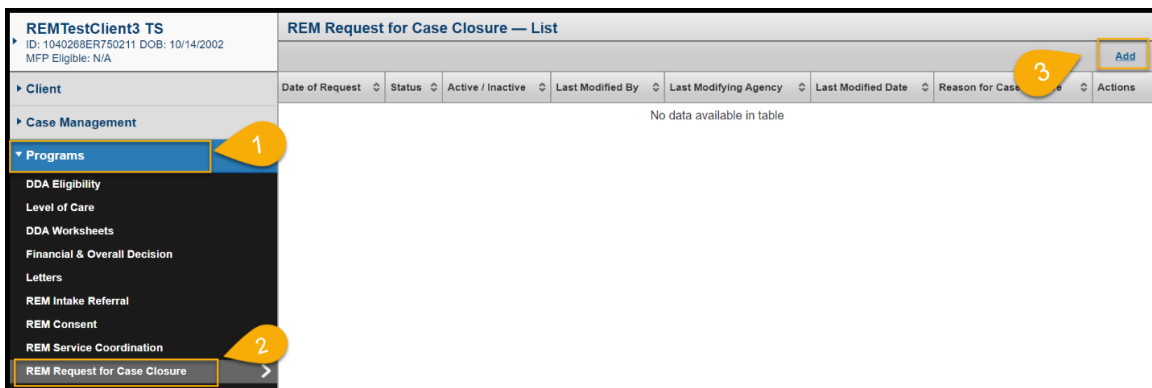 REMTestClient3 TS
ID: 1040268ER750211 DOB: 10/14/2002
MFP Eligible: N/A
Client
Case Management
Programs
1
DDA Eligibility
Level of Care
DDA Worksheets
Financial & Overall Decision
Letters
REM Intake Referral
REM Consent
REM Service Coordination
2
REM Request for Case Closure
REM Request for Case Closure — List
3
Add
Date of Request Status Active / Inactive Last Modified By Last Modifying Agency Last Modified Date Reason for Case Actions
No data available in table